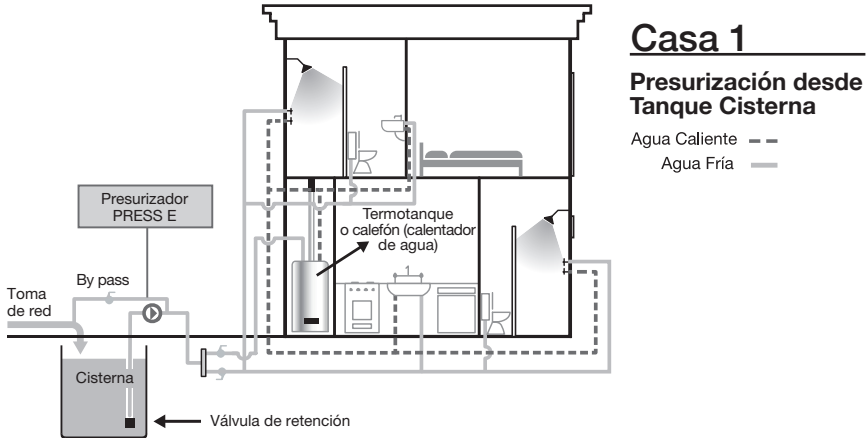 Casa 1
Presurización desde
Tanque Cisterna
Agua Caliente
Agua Fría
Presurizador
PRESS E
Termotanque
o calefón (calentador
de agua)
By pass
Toma
de red
Cisterna
Válvula de retención